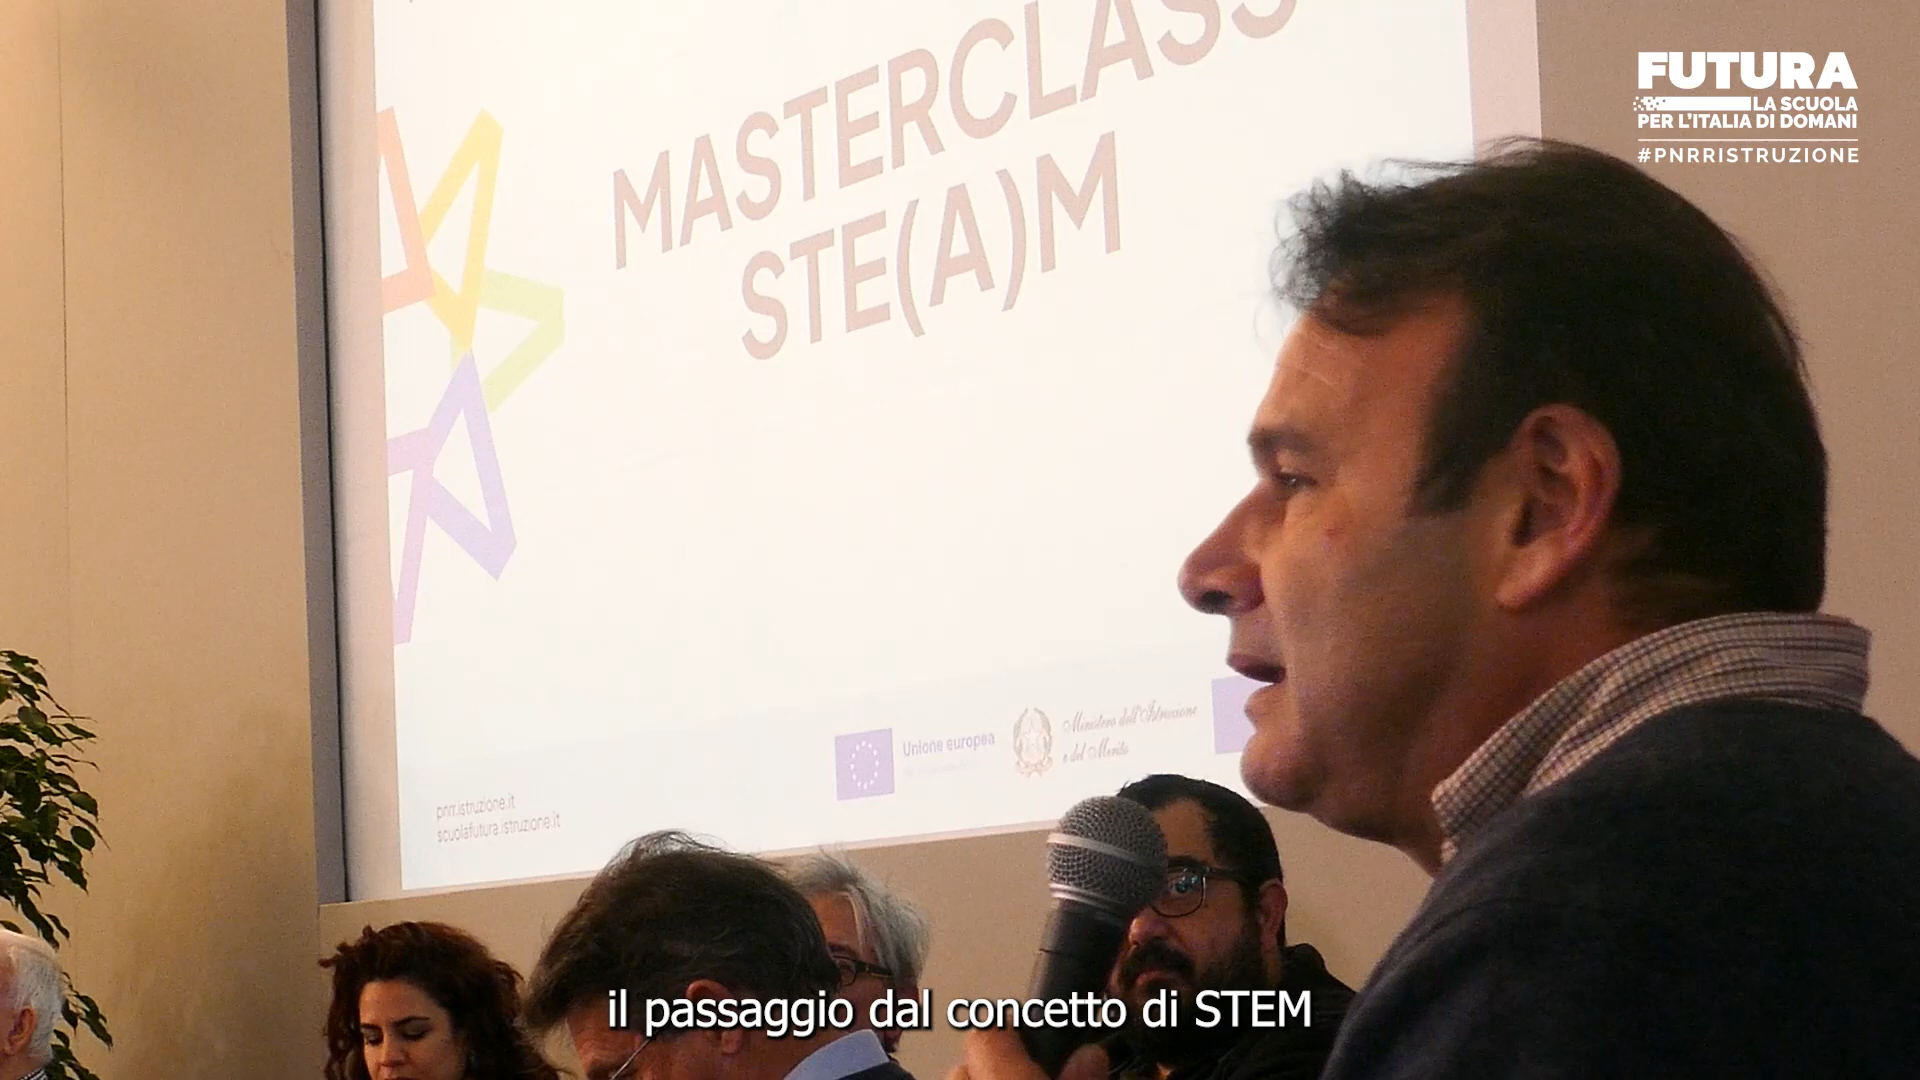 MASTERCLASS
STE(A)M
FUTURA
LA SCUOLA
PER L'ITALIA DI DOMANI
#PNRRISTRUZIONE
Unione europea
Ministero dell'Istruzione
e del Merito
pnrr.istruzione.it
scuolafutura.istruzione.it
il passaggio dal concetto di STEM